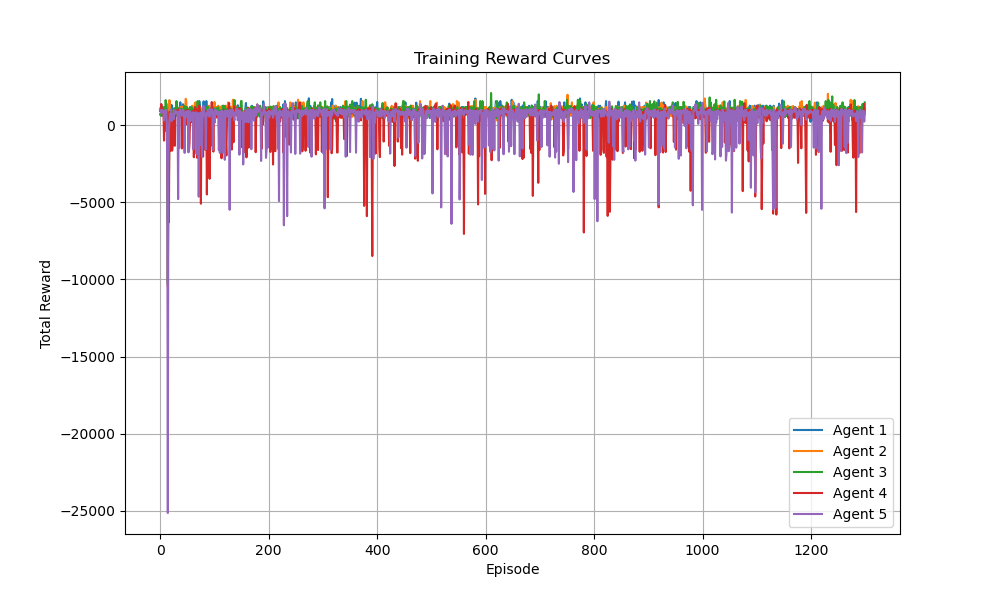 Training Reward Curves
Total Reward
0
−5000
−10000
−15000
−20000
−25000
0 200 400 600 800 1000 1200
Episode
Agent 1
Agent 2
Agent 3
Agent 4
Agent 5